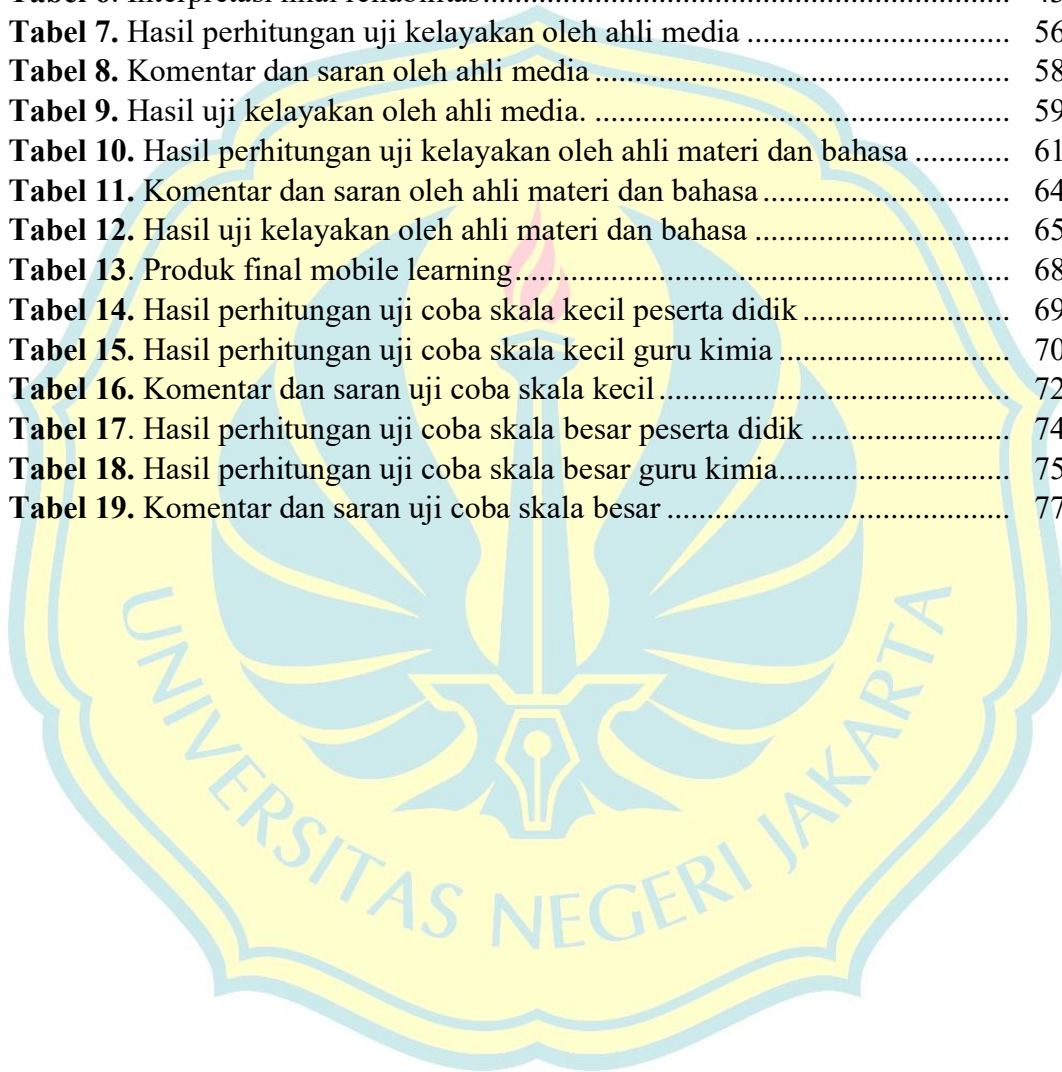 Tabel 7. Hasil perhitungan uji kelayakan oleh ahli media ................................. 56
Tabel 8. Komentar dan saran oleh ahli media .................................................... 58
Tabel 9. Hasil uji kelayakan oleh ahli media. .................................................... 59
Tabel 10. Hasil perhitungan uji kelayakan oleh ahli materi dan bahasa ............ 61
Tabel 11. Komentar dan saran oleh ahli materi dan bahasa ............................... 64
Tabel 12. Hasil uji kelayakan oleh ahli materi dan bahasa ................................ 65
Tabel 13. Produk final mobile learning.............................................................. 68
Tabel 14. Hasil perhitungan uji coba skala kecil peserta didik .......................... 69
Tabel 15. Hasil perhitungan uji coba skala kecil guru kimia ............................. 70
Tabel 16. Komentar dan saran uji coba skala kecil............................................ 72
Tabel 17. Hasil perhitungan uji coba skala besar peserta didik ......................... 74
Tabel 18. Hasil perhitungan uji coba skala besar guru kimia............................. 75
Tabel 19. Komentar dan saran uji coba skala besar ........................................... 77
UNIVERSITAS NEGERI JAKARTA